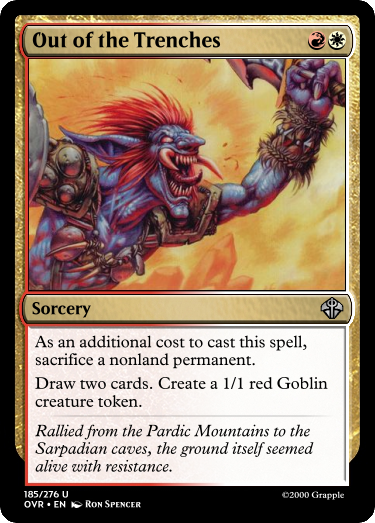 Out of the Trenches
Sorcery
As an additional cost to cast this spell,
sacrifice a nonland permanent.
Draw two cards. Create a 1/1 red Goblin
creature token.
Rallied from the Pardic Mountains to the
Sarpadian caves, the ground itself seemed
alive with resistance.
185/276 U
OVR • EN Ron Spencer
©2000 Grapple